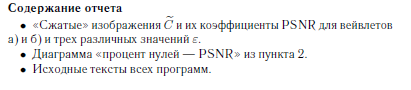 Содержание отчета
• «Сжатые» изображения C̃ и их коэффициенты PSNR для вейвлетов
а) и б) и трех различных значений ε.
• Диаграмма «процент нулей — PSNR» из пункта 2.
• Исходные тексты всех программ.